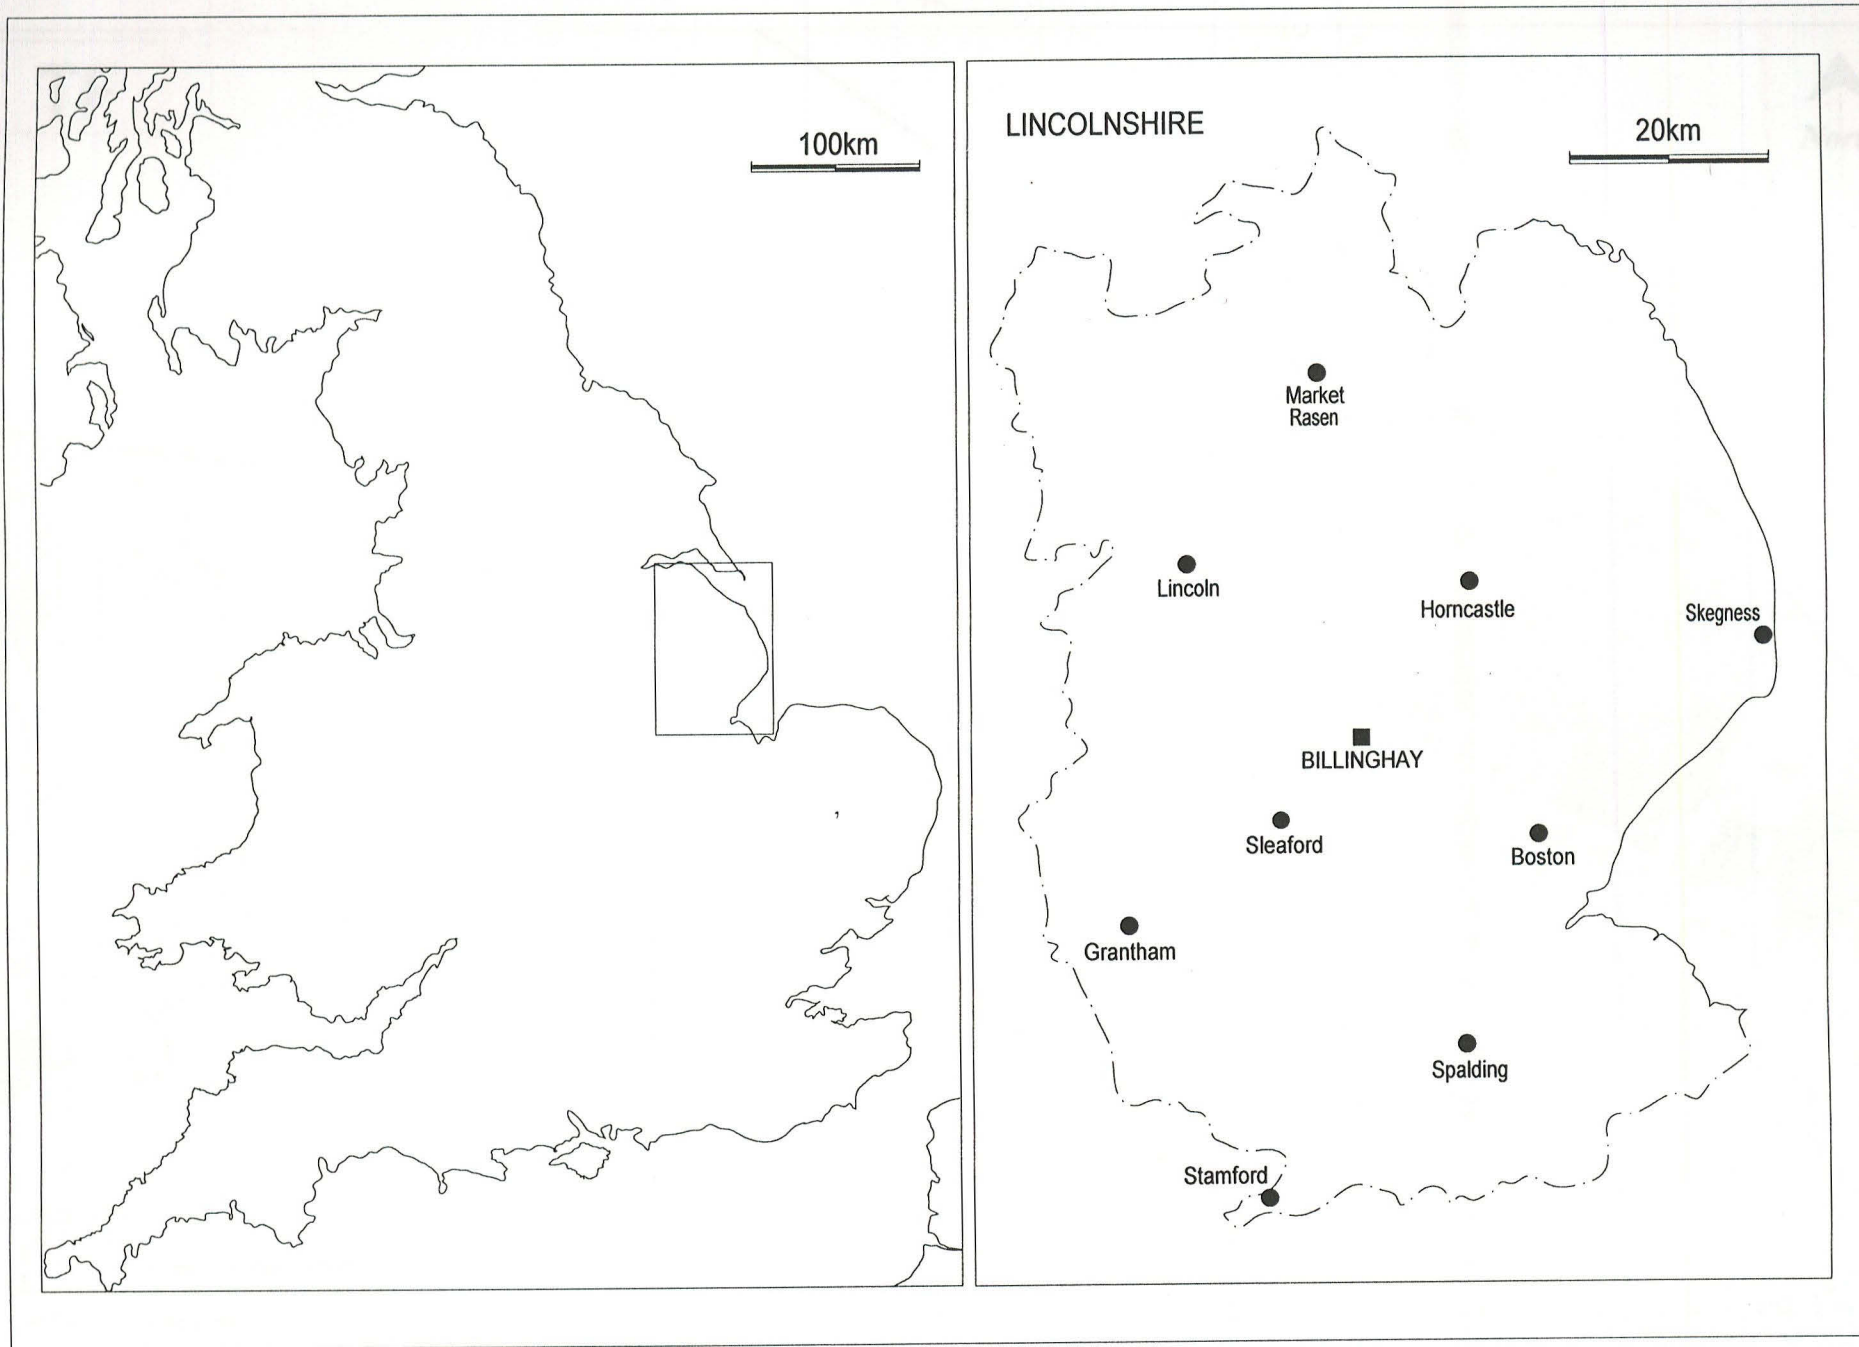 100km
LINCOLNSHIRE
20km
Market
Rasen
Lincoln
Horncastle
Skegness
BILLINGHAY
Sleaford
Boston
Grantham
Spalding
Stamford